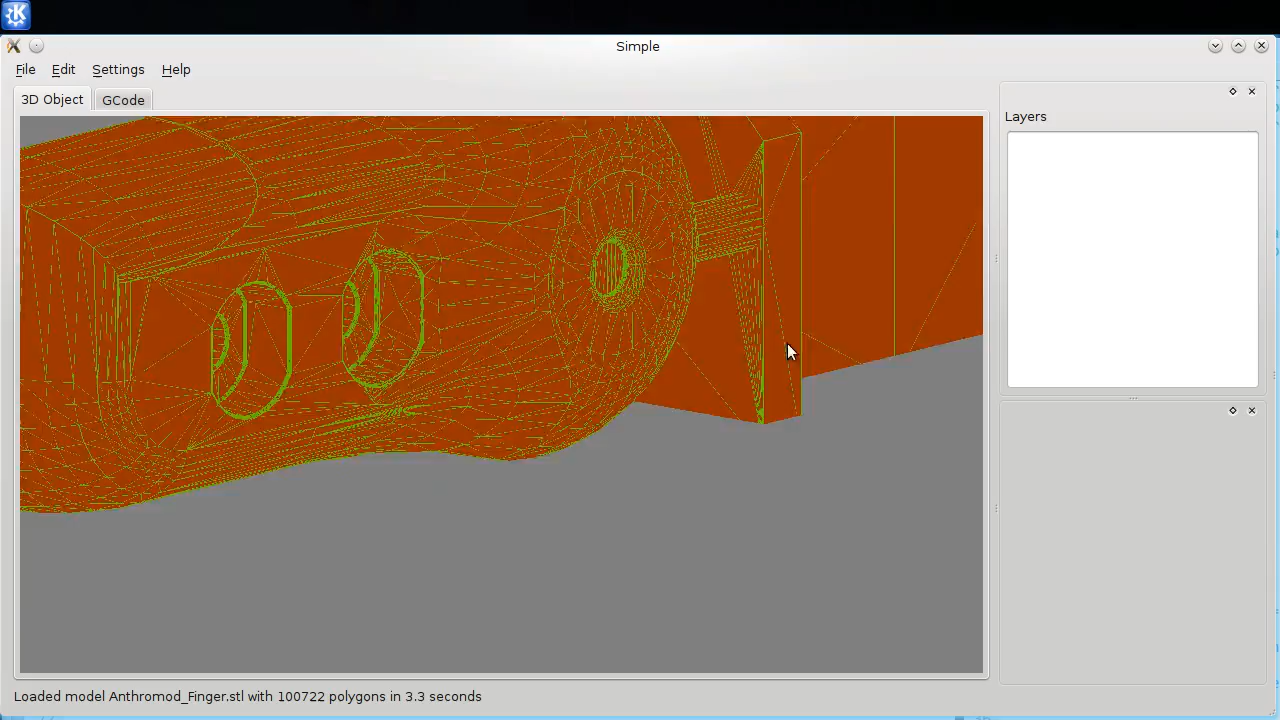 Simple
File Edit Settings Help
3D Object GCode
Layers
Loaded model Anthromod_Finger.stl with 100722 polygons in 3.3 seconds